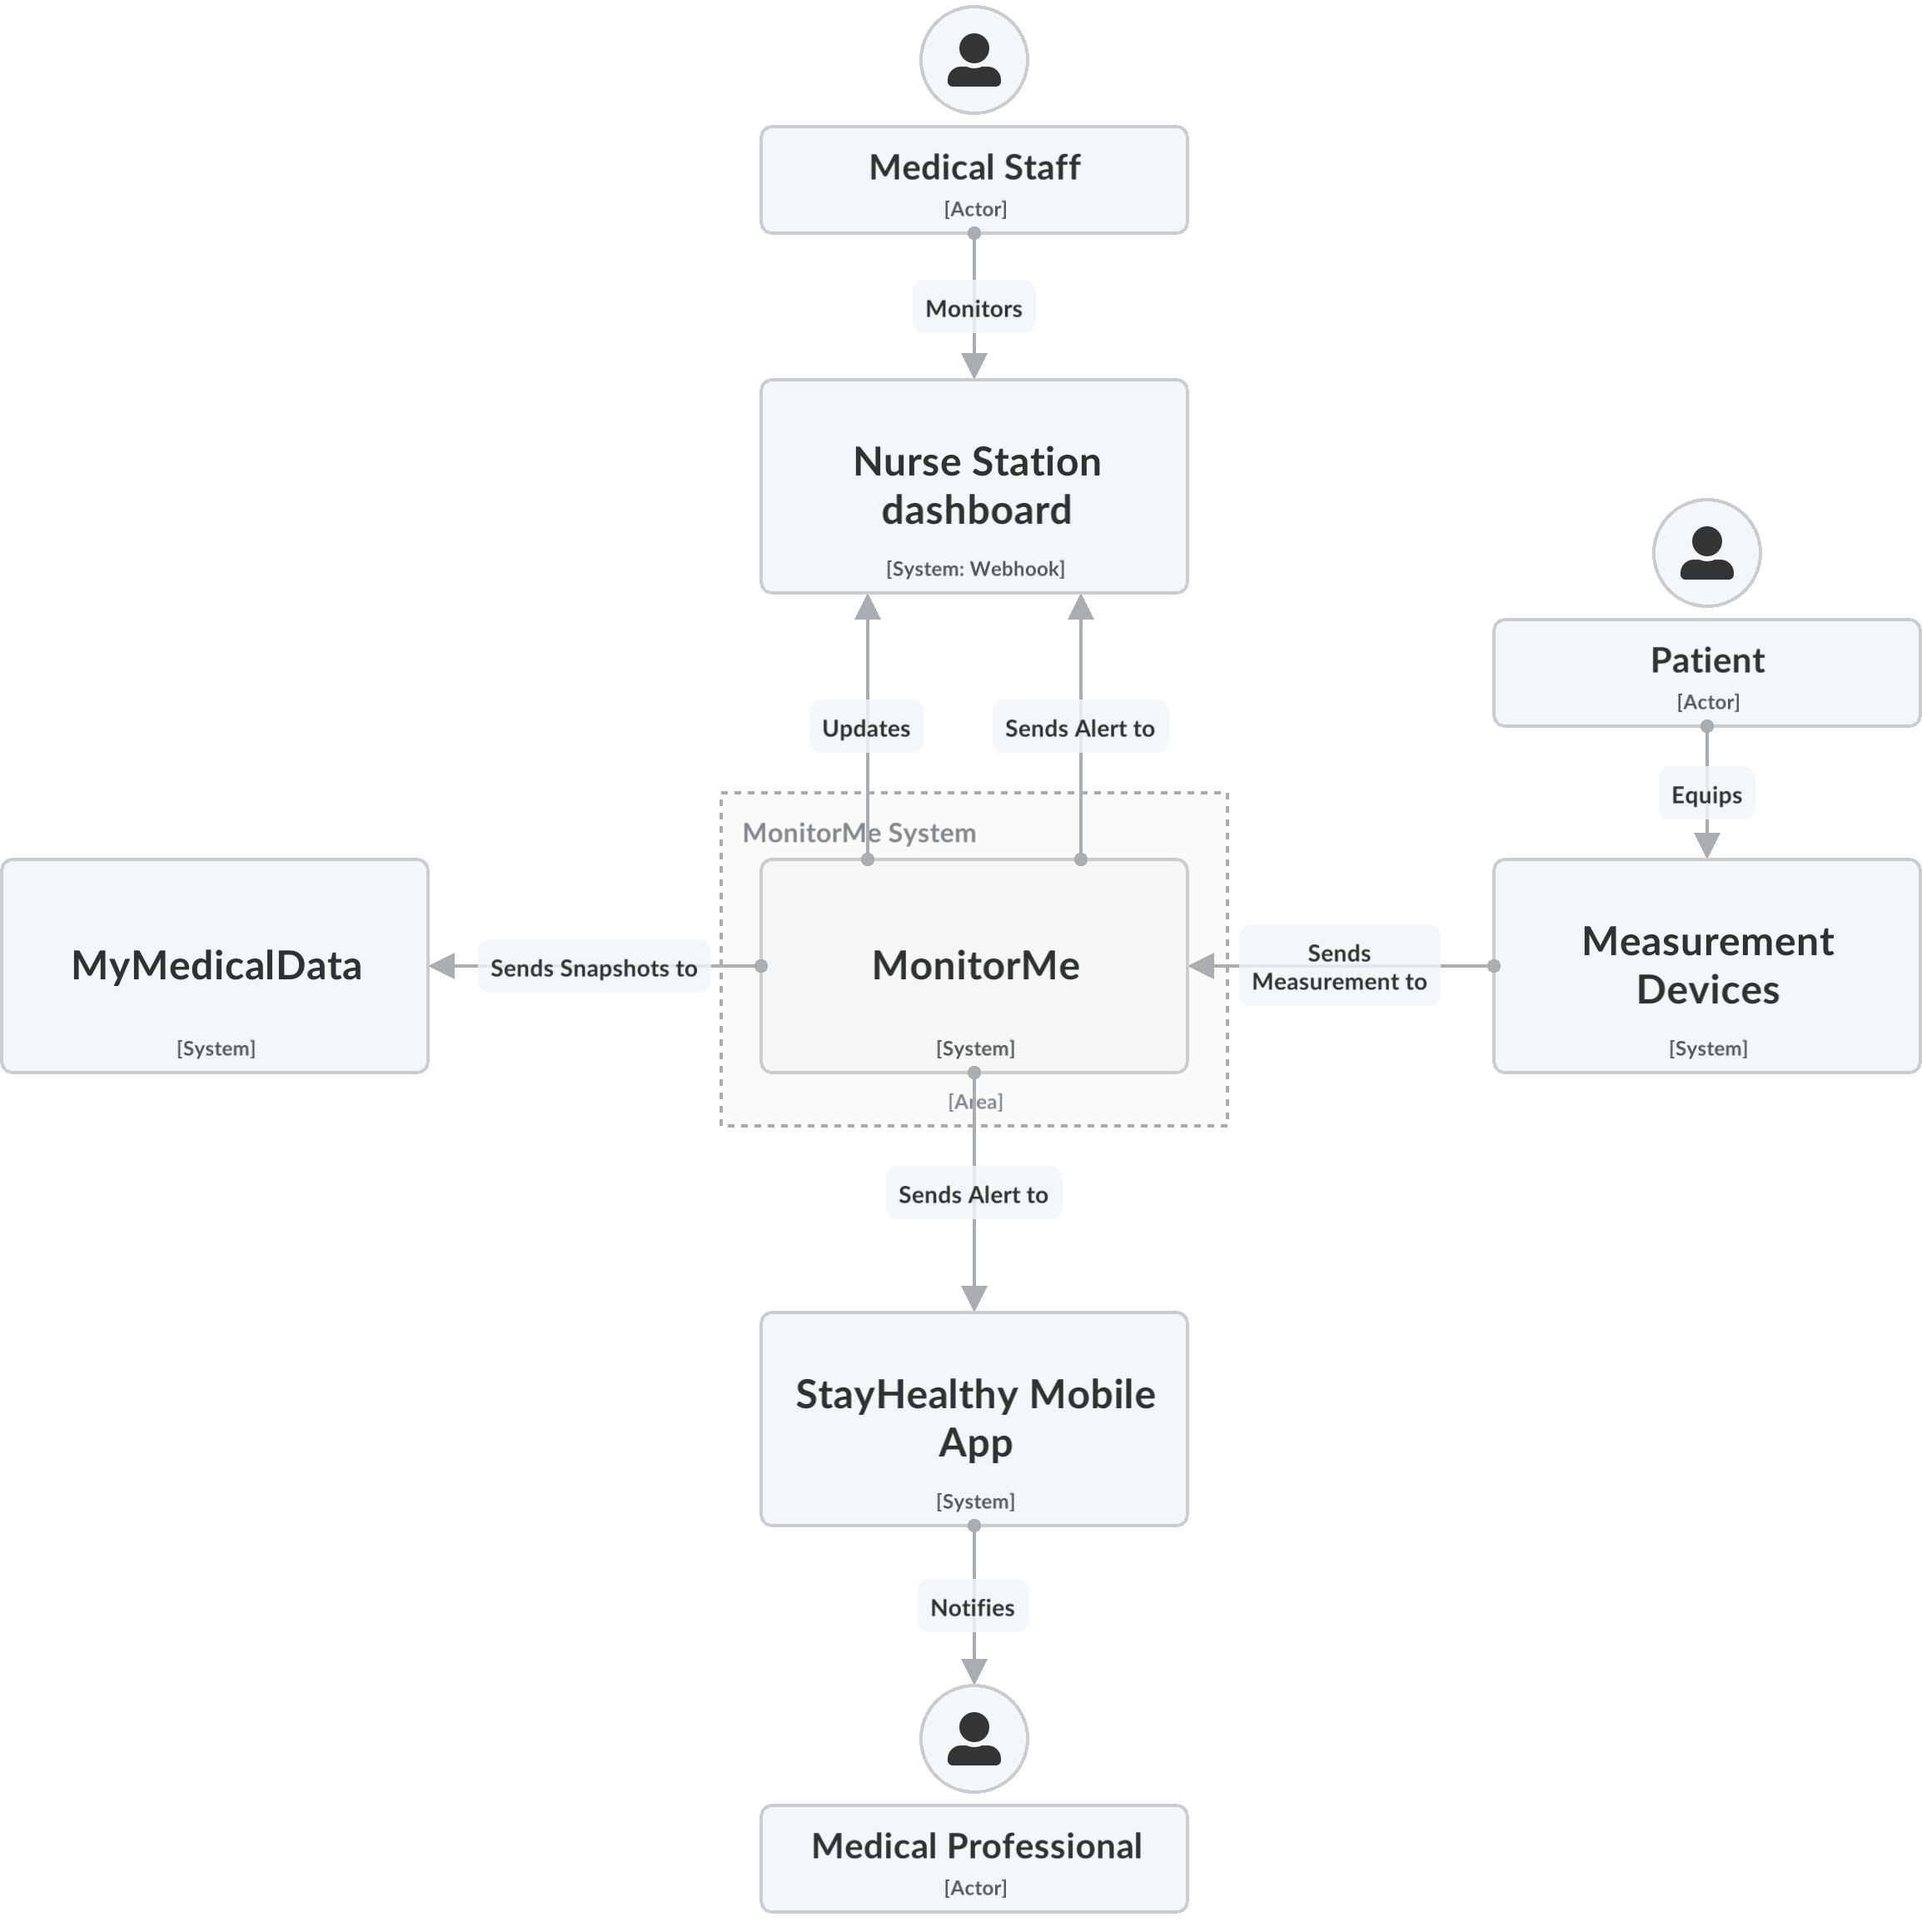 Medical Staff
[Actor]
Monitors
Nurse Station
dashboard
[System: Webhook]
Patient
[Actor]
Updates
Sends Alert to
Equips
MonitorMe System
MyMedicalData
[System]
Sends Snapshots to
MonitorMe
[System]
[Area]
Sends
Measurement to
Measurement
Devices
[System]
Sends Alert to
StayHealthy Mobile
App
[System]
Notifies
Medical Professional
[Actor]